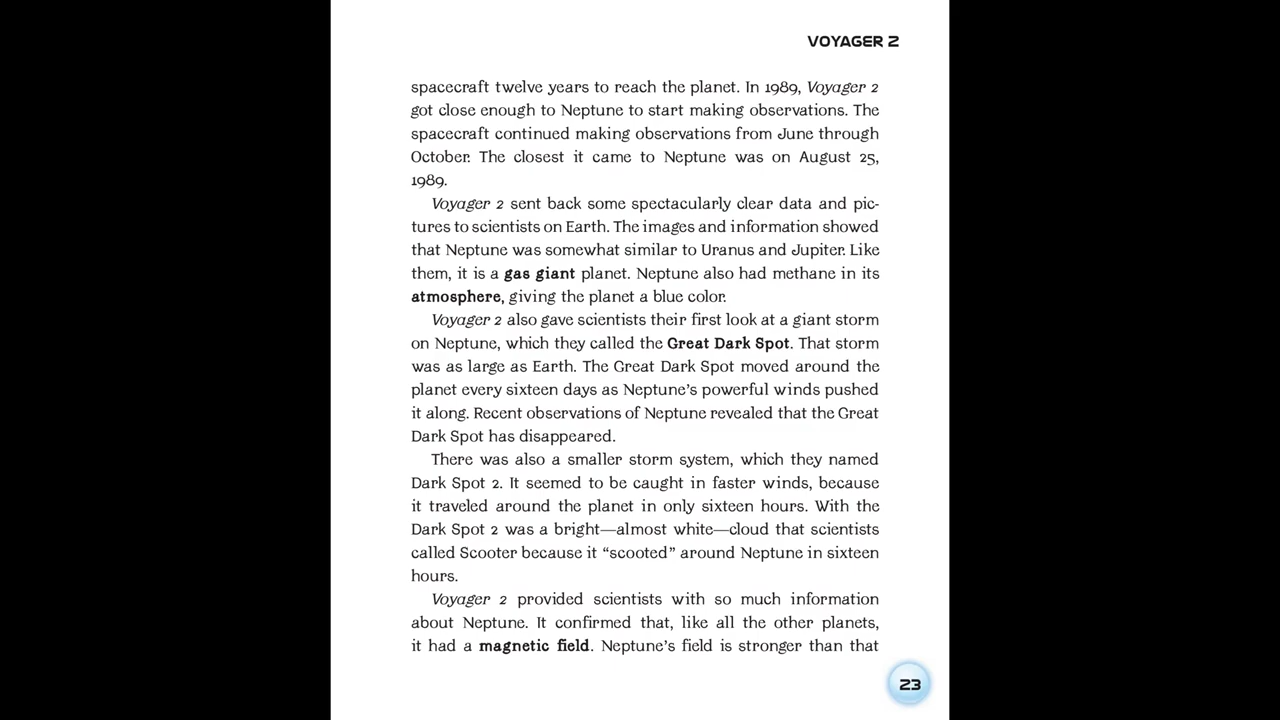 VOYAGER 2
spacecraft twelve years to reach the planet. In 1989, Voyager 2
got close enough to Neptune to start making observations. The
spacecraft continued making observations from June through
October. The closest it came to Neptune was on August 25,
1989.
Voyager 2 sent back some spectacularly clear data and pic-
tures to scientists on Earth. The images and information showed
that Neptune was somewhat similar to Uranus and Jupiter. Like
them, it is a gas giant planet. Neptune also had methane in its
atmosphere, giving the planet a blue color.
Voyager 2 also gave scientists their first look at a giant storm
on Neptune, which they called the Great Dark Spot. That storm
was as large as Earth. The Great Dark Spot moved around the
planet every sixteen days as Neptune's powerful winds pushed
it along. Recent observations of Neptune revealed that the Great
Dark Spot has disappeared.
There was also a smaller storm system, which they named
Dark Spot 2. It seemed to be caught in faster winds, because
it traveled around the planet in only sixteen hours. With the
Dark Spot 2 was a bright—almost white—cloud that scientists
called Scooter because it “scooted” around Neptune in sixteen
hours.
Voyager 2 provided scientists with so much information
about Neptune. It confirmed that, like all the other planets,
it had a magnetic field. Neptune's field is stronger than that
23